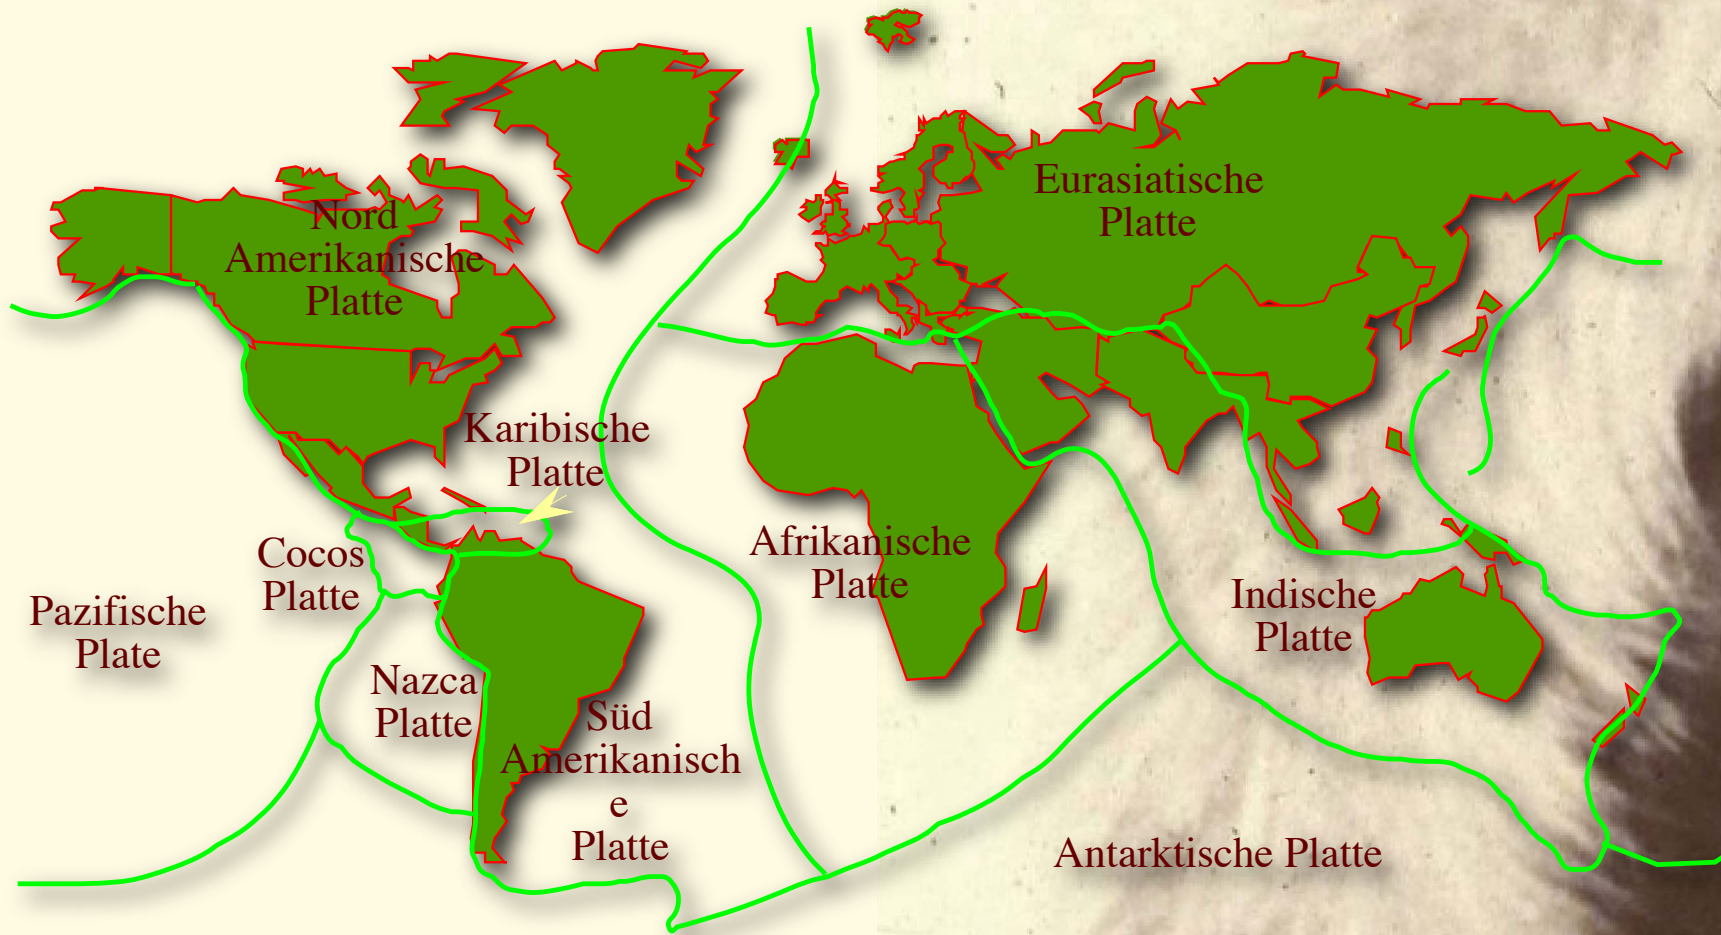 Nord
Amerikanische
Platte
Eurasiatische
Platte
Karibische
Platte
Cocos
Platte
Pazifische
Plate
Nazca
Platte
Süd
Amerikanisch
e
Platte
Afrikanische
Platte
Indische
Platte
Antarktische Platte